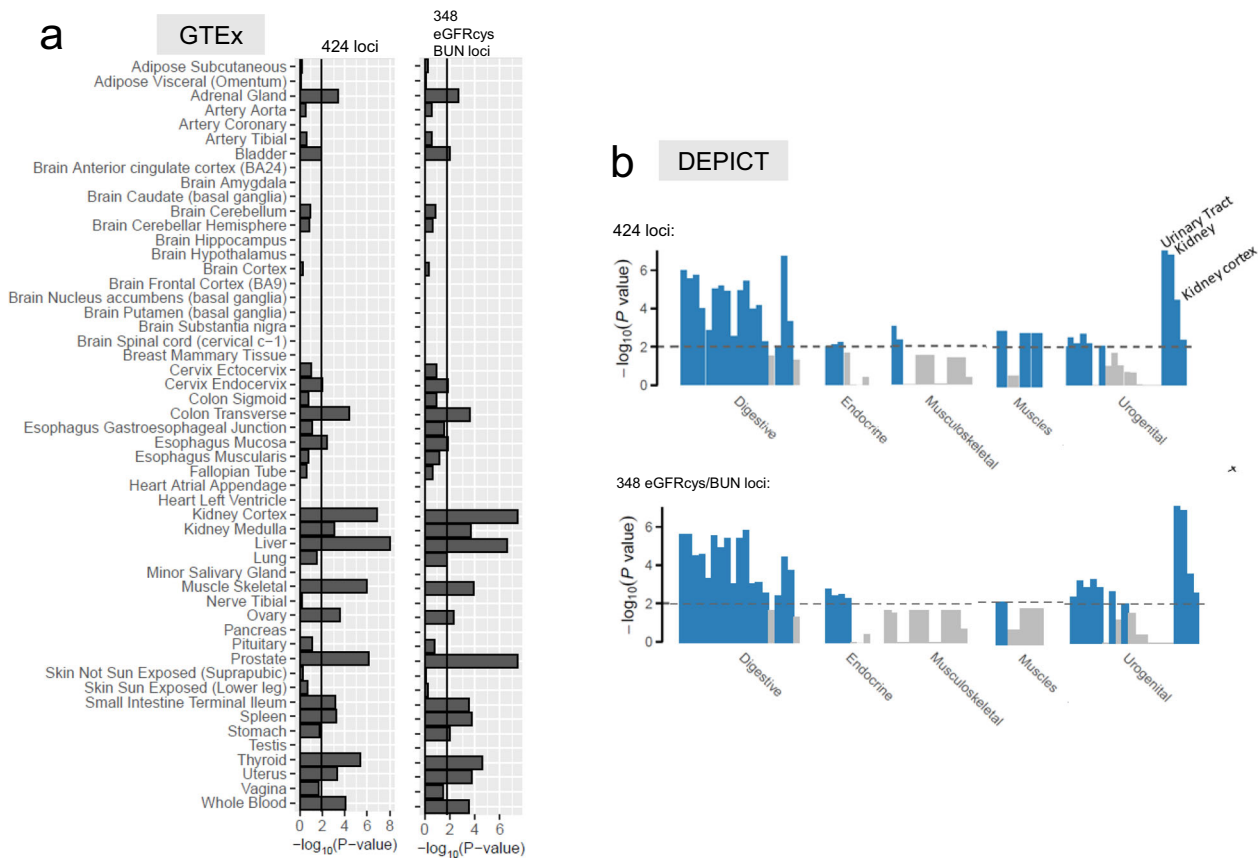 a
GTEx
424 loci
348
eGFRcys
BUN loci
Adipose Subcutaneous
Adipose Visceral (Omentum)
Adrenal Gland
Artery Aorta
Artery Coronary
Artery Tibial
Bladder
Brain Anterior cingulate cortex (BA24)
Brain Amygdala
Brain Caudate (basal ganglia)
Brain Cerebellum
Brain Cerebellar Hemisphere
Brain Hippocampus
Brain Hypothalamus
Brain Cortex
Brain Frontal Cortex (BA9)
Brain Nucleus accumbens (basal ganglia)
Brain Putamen (basal ganglia)
Brain Substantia nigra
Brain Spinal cord (cervical c−1)
Breast Mammary Tissue
Cervix Ectocervix
Cervix Endocervix
Colon Sigmoid
Colon Transverse
Esophagus Gastroesophageal Junction
Esophagus Mucosa
Esophagus Muscularis
Fallopian Tube
Heart Atrial Appendage
Heart Left Ventricle
Kidney Cortex
Kidney Medulla
Liver
Lung
Minor Salivary Gland
Muscle Skeletal
Nerve Tibial
Ovary
Pancreas
Pituitary
Prostate
Skin Not Sun Exposed (Suprapubic)
Skin Sun Exposed (Lower leg)
Small Intestine Terminal Ileum
Spleen
Stomach
Testis
Thyroid
Uterus
Vagina
Whole Blood
0 2 4 6 8
−log10(P−value)
0 2 4 6
−log10(P−value)
b
DEPICT
424 loci:
Urinary Tract
Kidney
Kidney cortex
− log10(P value)
6
4
2
0
Digestive
Endocrine
Musculoskeletal
Muscles
Urogenital
348 eGFRcys/BUN loci:
− log10(P value)
6
4
2
0
Digestive
Endocrine
Musculoskeletal
Muscles
Urogenital